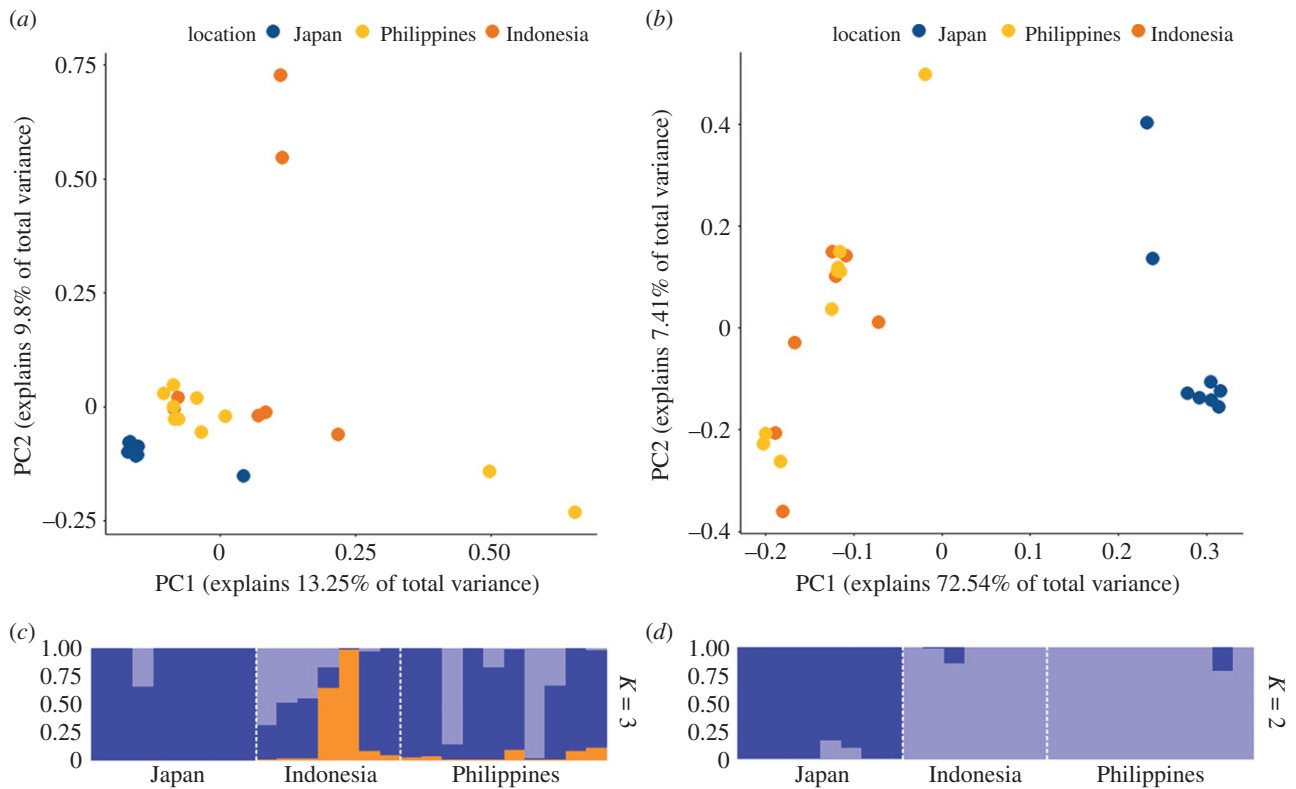 (a)
location Japan Philippines Indonesia
0.75
0.50
0.25
0
–0.25
PC2 (explains 9.8% of total variance)
0 0.25 0.50
PC1 (explains 13.25% of total variance)
(b)
location Japan Philippines Indonesia
0.4
0.2
0
–0.2
–0.4
PC2 (explains 7.41% of total variance)
–0.2 –0.1 0 0.1 0.2 0.3
PC1 (explains 72.54% of total variance)
(c)
1.00
0.75
0.50
0.25
0
K = 3
Japan Indonesia Philippines
(d)
1.00
0.75
0.50
0.25
0
K = 2
Japan Indonesia Philippines